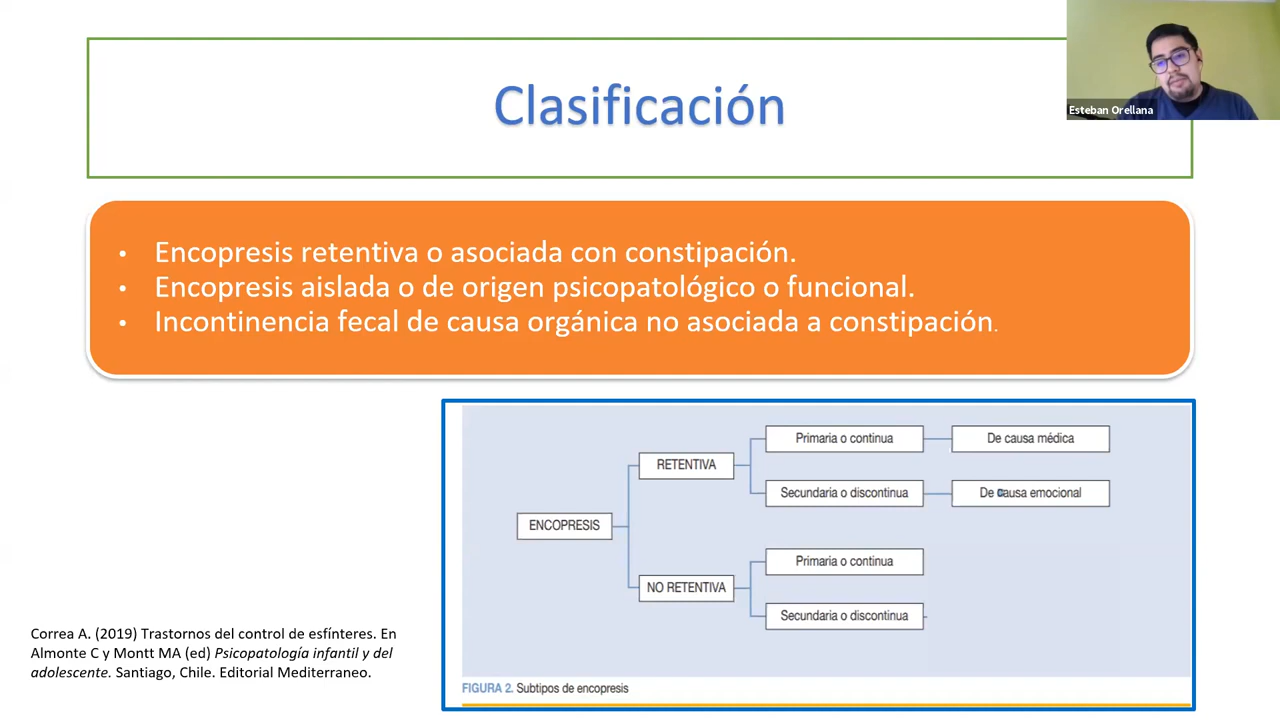 Clasificación
Esteban Orellana
• Encopresis retentiva o asociada con constipación.
• Encopresis aislada o de origen psicopatológico o funcional.
• Incontinencia fecal de causa orgánica no asociada a constipación.
Primaria o continua
De causa médica
RETENTIVA
Secundaria o discontinua
De causa emocional
ENCOPRESIS
Primaria o continua
NO RETENTIVA
Secundaria o discontinua
FIGURA 2. Subtipos de encopresis
Correa A. (2019) Trastornos del control de esfínteres. En
Almonte C y Montt MA (ed) Psicopatología infantil y del
adolescente. Santiago, Chile. Editorial Mediterraneo.